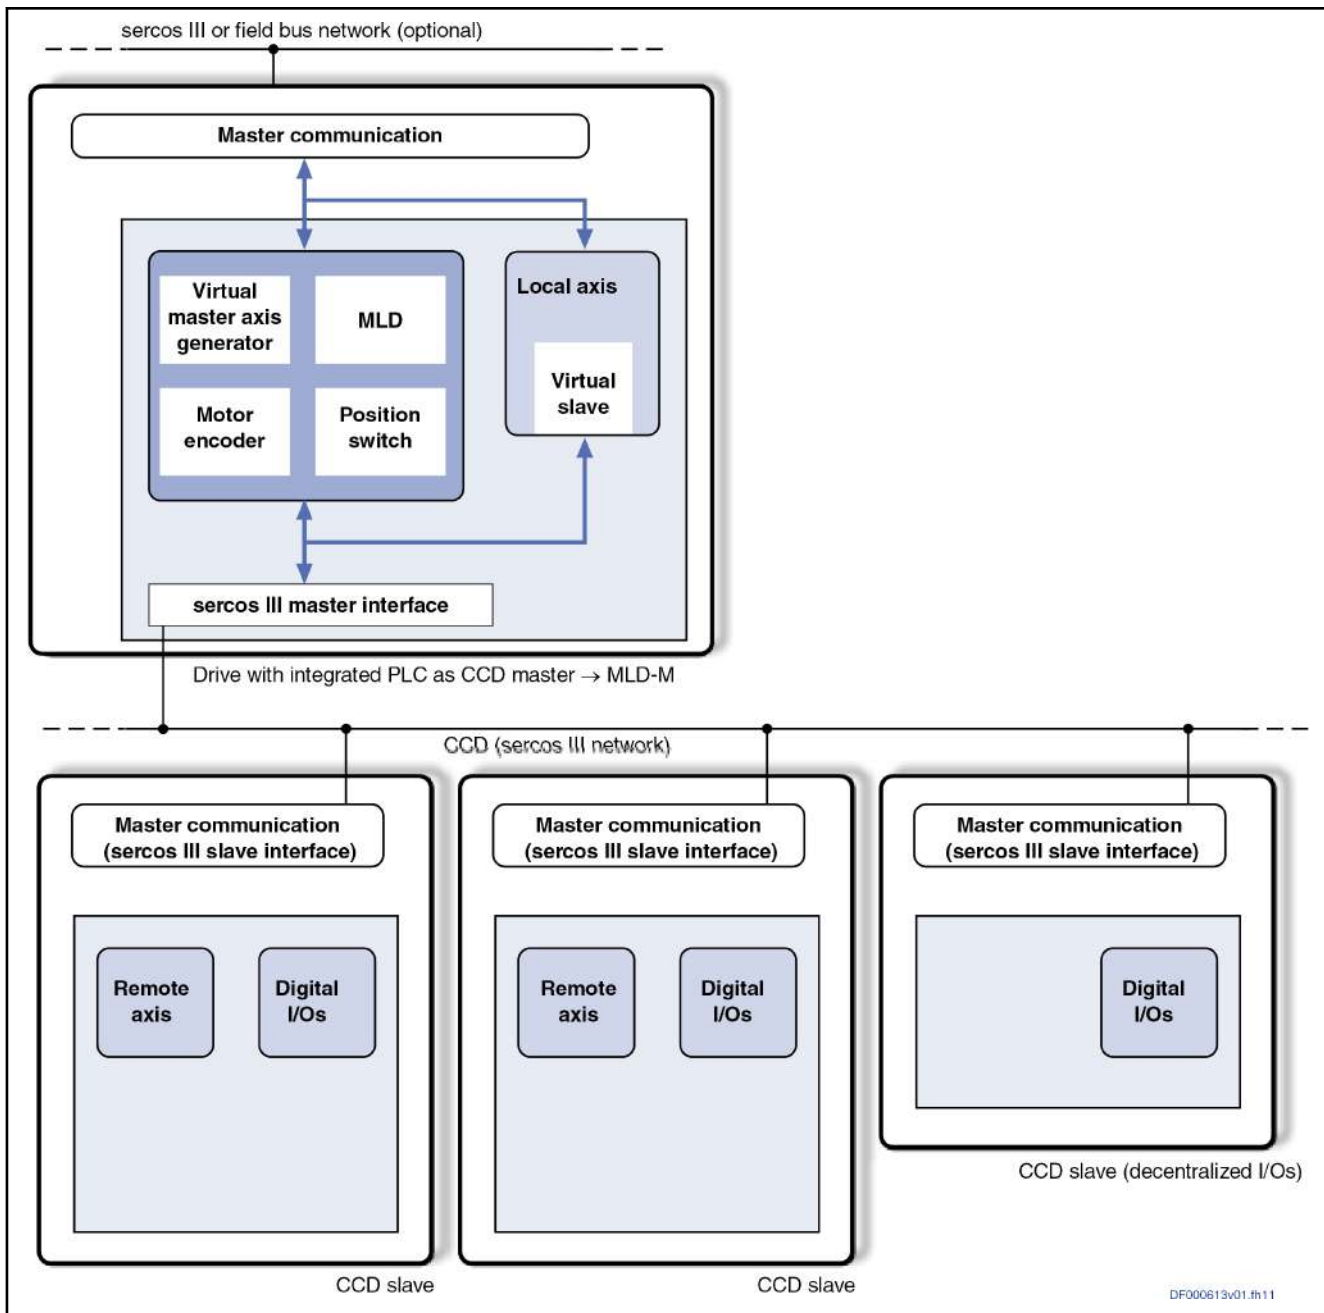 sercos III or field bus network (optional)
Master communication
Virtual
master axis
generator
MLD
Local axis
Motor
encoder
Position
switch
Virtual
slave
sercos III master interface
Drive with integrated PLC as CCD master → MLD-M
CCD (sercos III network)
Master communication
(sercos III slave interface)
Remote
axis
Digital
I/Os
CCD slave
Master communication
(sercos III slave interface)
Remote
axis
Digital
I/Os
CCD slave
Master communication
(sercos III slave interface)
Digital
I/Os
CCD slave (decentralized I/Os)
DF000613v01.fh11